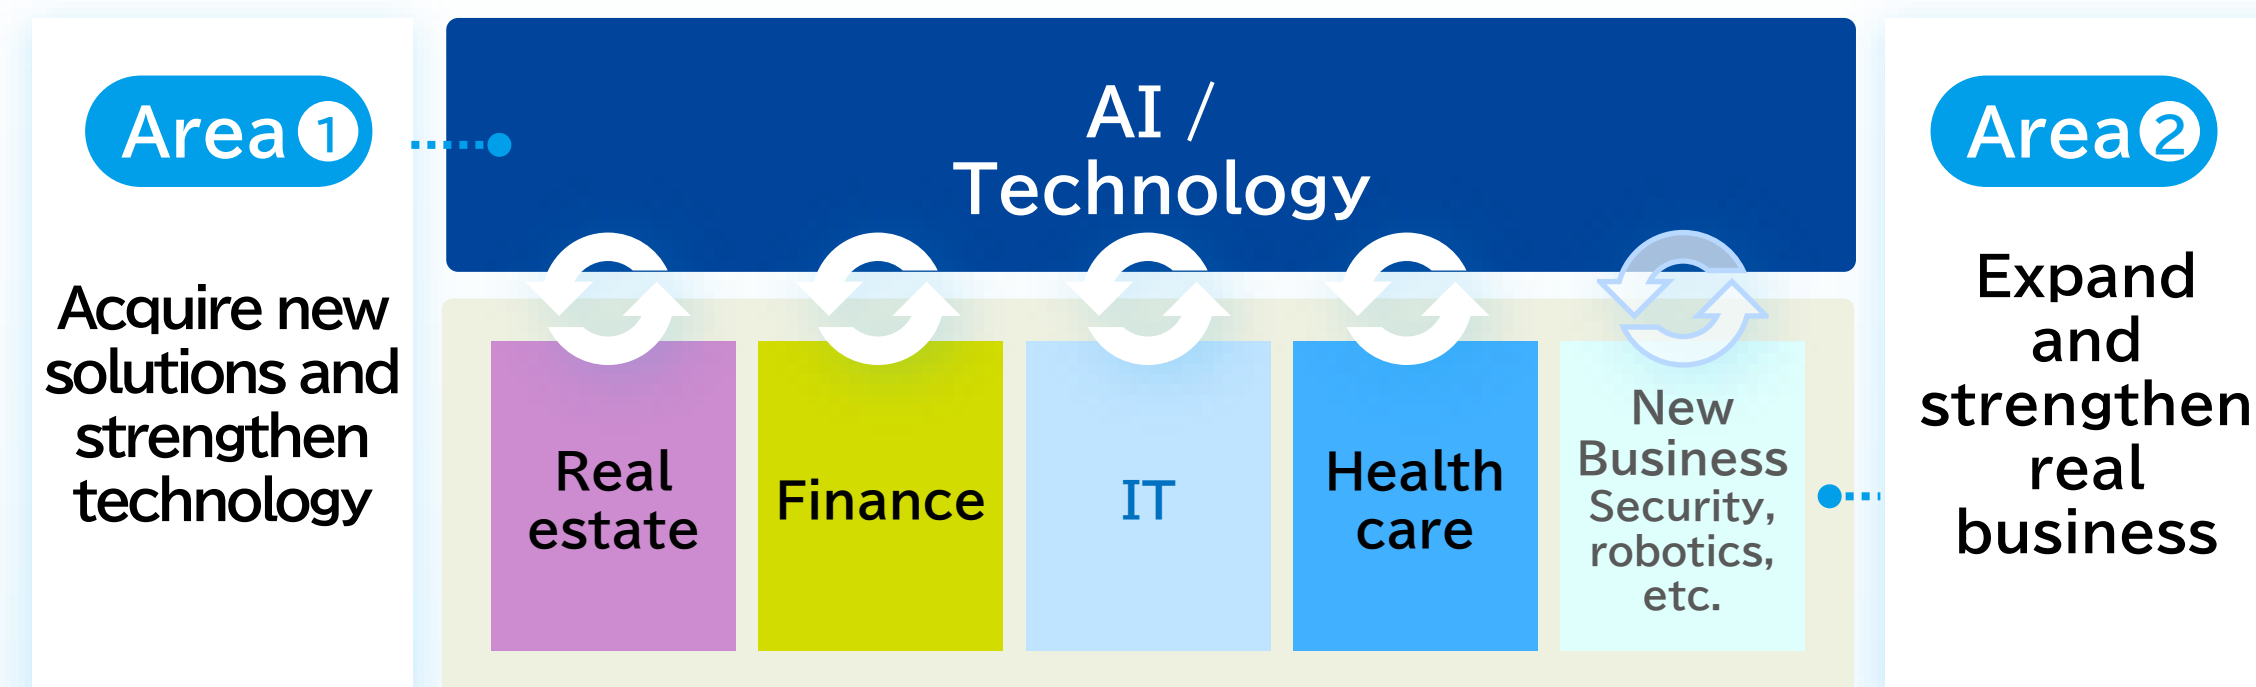 Area 1
Acquire new
solutions and
strengthen
technology
AI /
Technology
Real
estate
Finance
IT
Health
care
New
Business
Security,
robotics,
etc.
Area 2
Expand
and
strengthen
real
business